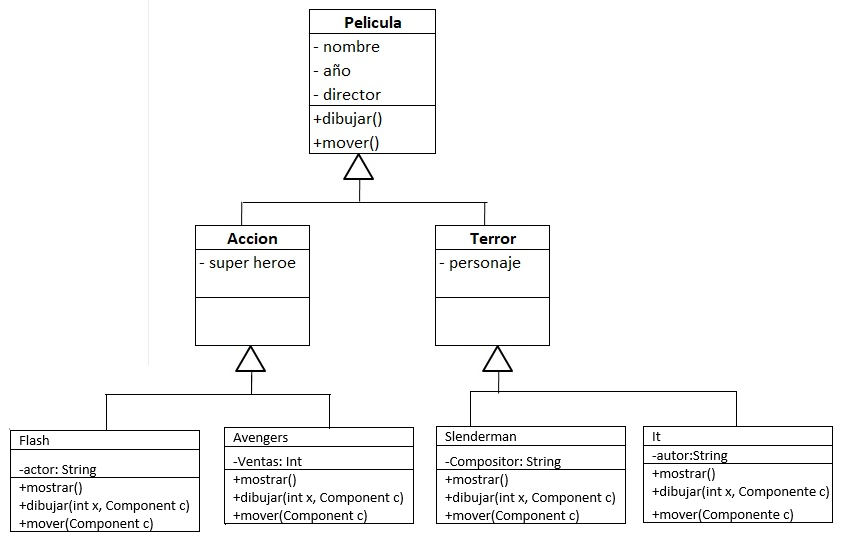 Pelicula
- nombre
- año
- director
+dibujar()
+mover()
Accion
- super heroe
Terror
- personaje
Flash
-actor: String
+mostrar()
+dibujar(int x, Component c)
+mover(Component c)
Avengers
-Ventas: Int
+mostrar()
+dibujar(int x, Component c)
+mover(Component c)
Slenderman
-Compositor: String
+mostrar()
+dibujar(int x, Component c)
+mover(Component c)
It
-autor:String
+mostrar()
+dibujar(int x, Componente c)
+mover(Componente c)